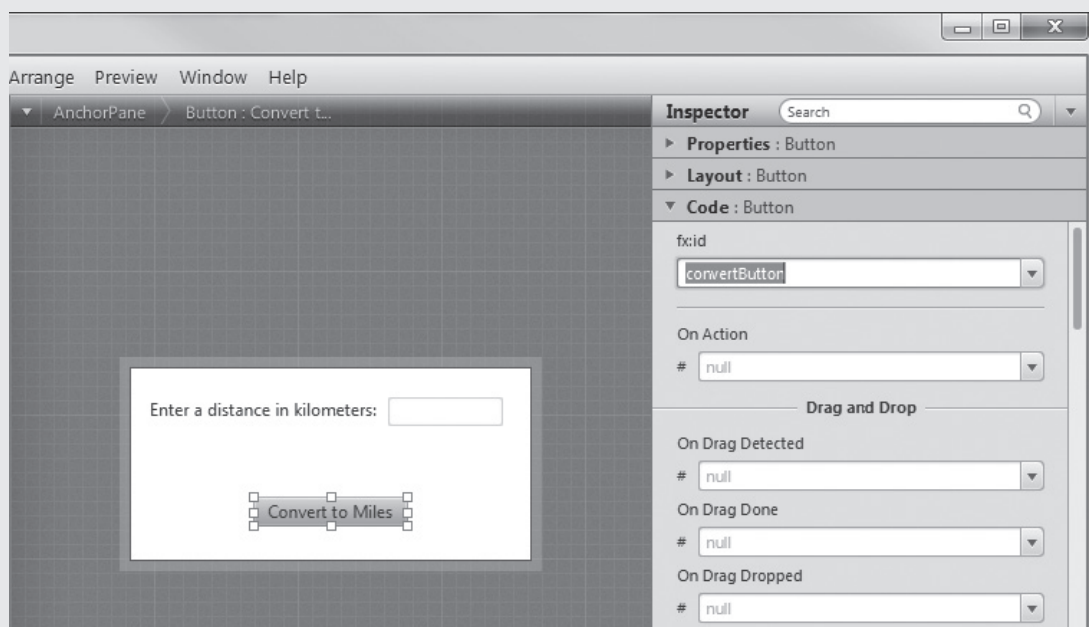 Arrange Preview Window Help
AnchorPane Button : Convert t...
Inspector Search
Properties : Button
Layout : Button
Code : Button
fx:id
convertButton
On Action
# null
Drag and Drop
On Drag Detected
# null
On Drag Done
# null
On Drag Dropped
# null
Enter a distance in kilometers:
Convert to Miles